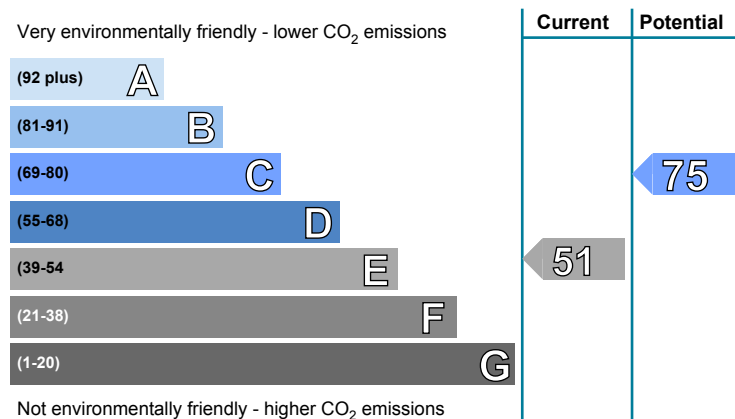 Very environmentally friendly - lower CO₂ emissions
Current
Potential
(92 plus) A
(81-91) B
(69-80) C
75
(55-68) D
(39-54 E
51
(21-38) F
(1-20) G
Not environmentally friendly - higher CO₂ emissions